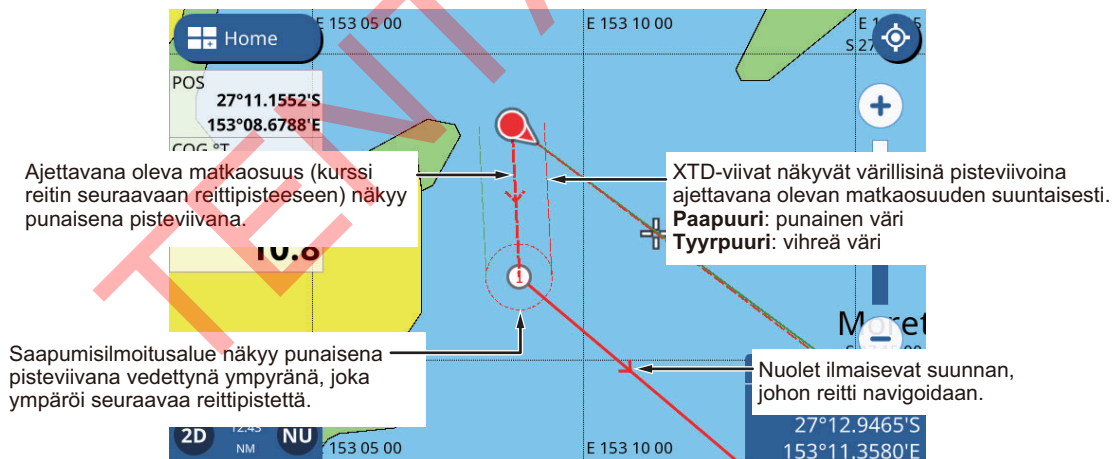 E 153 05 00
E 153 10 00
Home
POS
27°11.1552'S
153°08.6788'E
COG °T
Ajettavana oleva matkaosuus (kurssi
reitin seuraavaan reittipisteeseen) näkyy
punaisena pisteviivana.
XTD-viivat näkyvät värillisinä pisteviivoina
ajettavana olevan matkaosuuden suuntaisesti.
Paapuuri: punainen väri
Tyyrpuuri: vihreä väri
10.8
1
Moret
Saapumisilmoitusalue näkyy punaisena
pisteviivana vedettynä ympyränä, joka
ympäröi seuraavaa reittipistettä.
Nuolet ilmaisevat suunnan,
johon reitti navigoidaan.
2D
NM
NU
153 05 00
E 153 10 00
27°12.9465'S
153°11.3580'E